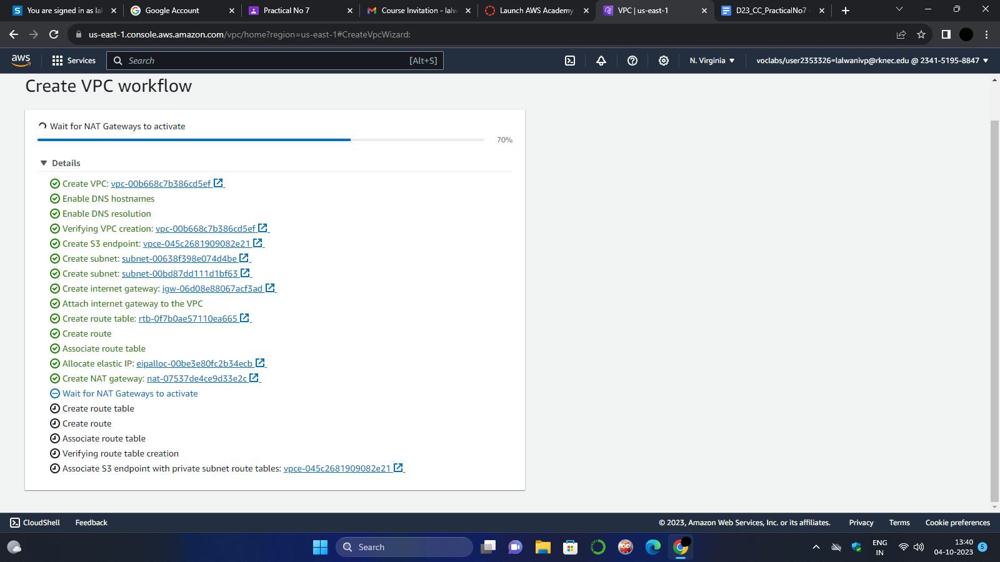 You are signed in as la
Google Account
Practical No 7
Course Invitation - lalw
Launch AWS Academy
VPC | us-east-1
D23_CC_PracticalNo7 -
us-east-1.console.aws.amazon.com/vpc/home?region=us-east-1#CreateVpcWizard:
aws
Services
Search
[Alt+S]
N. Virginia
voclabs/user2353326=lalwanivp@rknec.edu @ 2341-5195-8847
Create VPC workflow
Wait for NAT Gateways to activate
70%
Details
Create VPC: vpc-00b668c7b386cd5ef
Enable DNS hostnames
Enable DNS resolution
Verifying VPC creation: vpc-00b668c7b386cd5ef
Create S3 endpoint: vpce-045c2681909082e21
Create subnet: subnet-00638f398e074d4be
Create subnet: subnet-00bd87dd111d1bf63
Create internet gateway: igw-06d08e88067acf3ad
Attach internet gateway to the VPC
Create route table: rtb-0f7b0ae57110ea665
Create route
Associate route table
Allocate elastic IP: eipalloc-00be3e80fc2b34ecb
Create NAT gateway: nat-07537de4ce9d33e2c
Wait for NAT Gateways to activate
Create route table
Create route
Associate route table
Verifying route table creation
Associate S3 endpoint with private subnet route tables: vpce-045c2681909082e21
CloudShell
Feedback
© 2023, Amazon Web Services, Inc. or its affiliates.
Privacy
Terms
Cookie preferences
Search
ENG
IN
13:40
04-10-2023
5